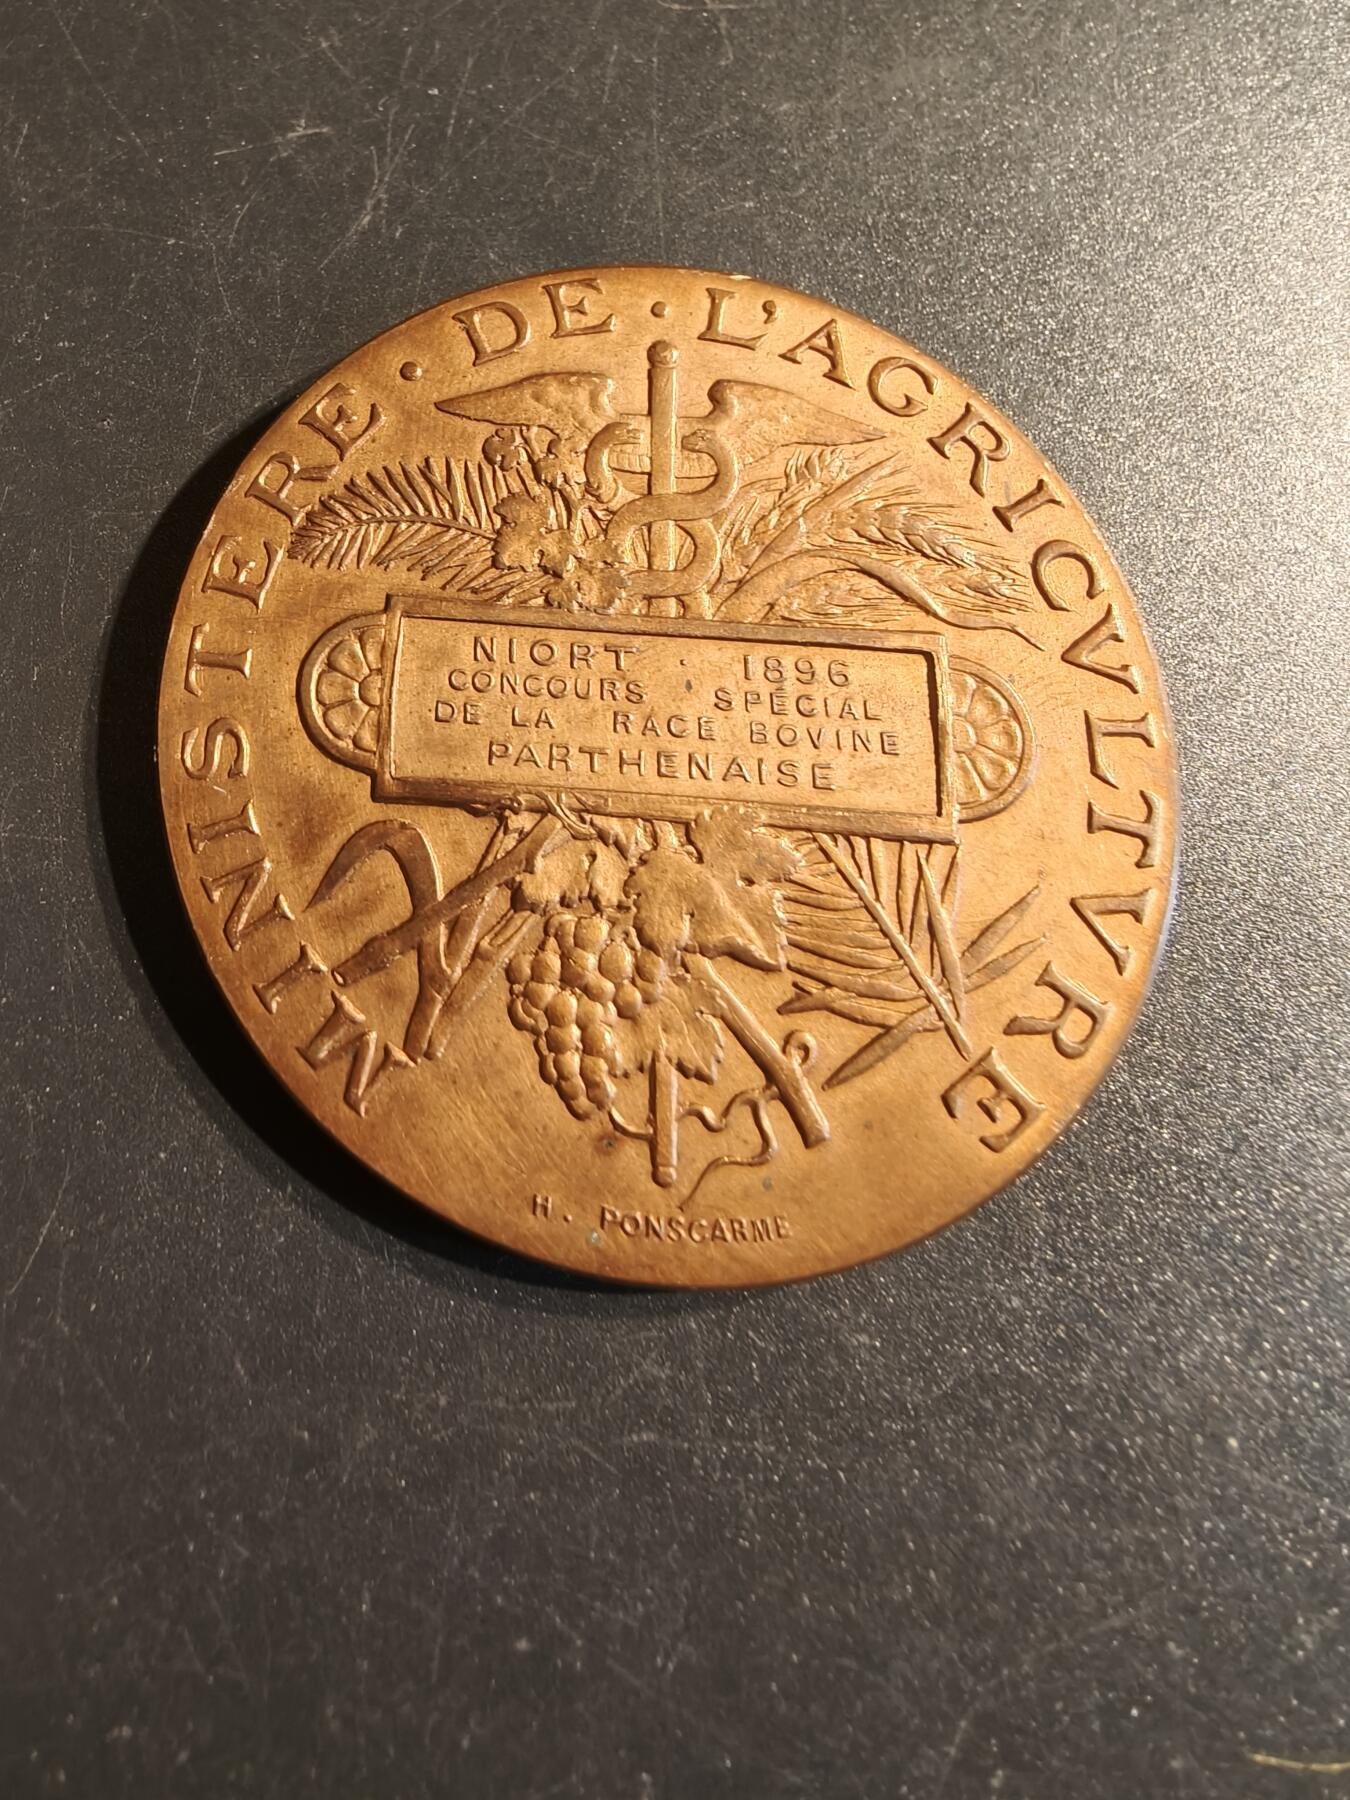 MINISTERE · DE · L'AGRICVLTVRE
NIORT · 1896
CONCOURS SPÉCIAL
DE LA RACE BOVINE
PARTHENAISE
H. PONSCARME